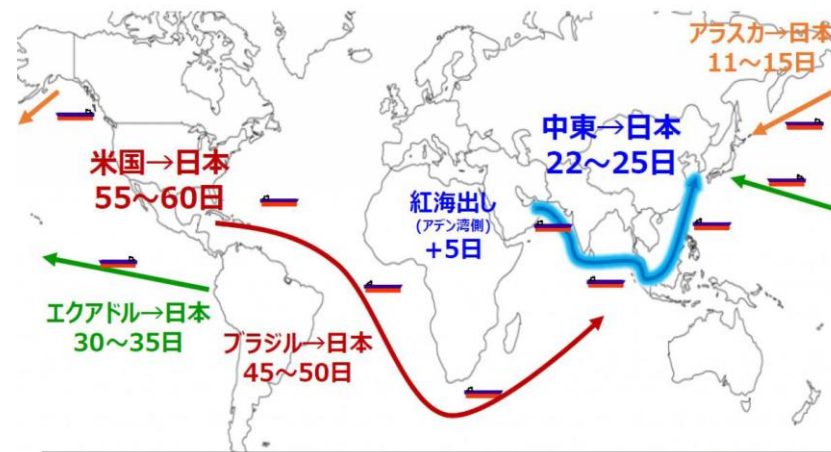 アラスカ→日本
11～15日
中東→日本
22～25日
米国→日本
55～60日
紅海出し
(アデン湾側)
+5日
エクアドル→日本
30～35日
ブラジル→日本
45～50日